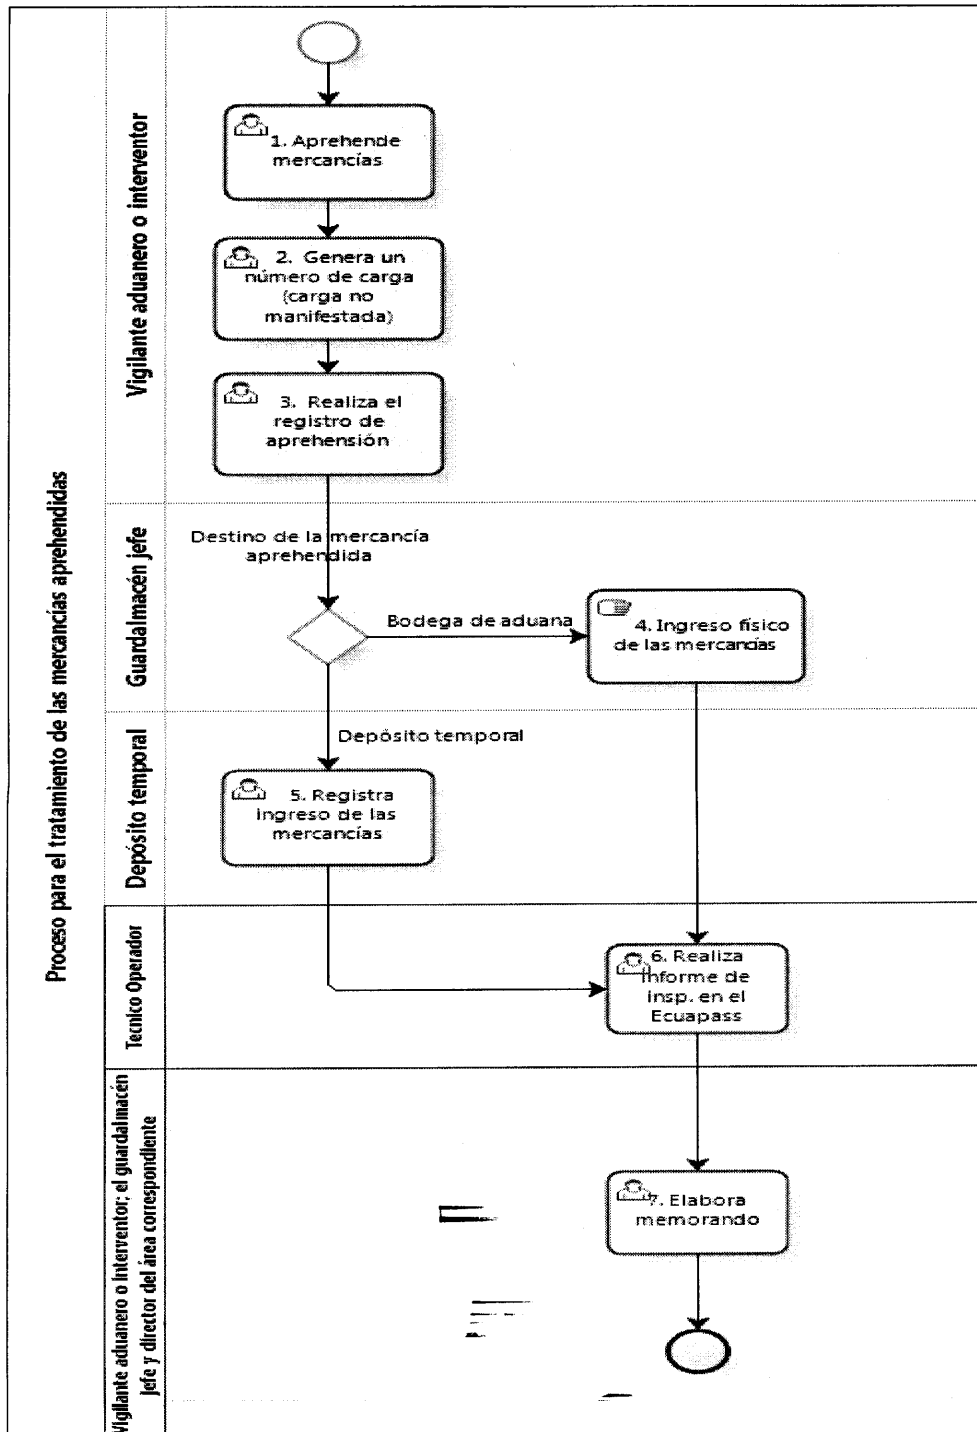 Proceso para el tratamiento de las mercancías aprehendidas
Vigilante aduanero o interventor
1. Aprehende
mercancías
2. Genera un
número de carga
(carga no
manifestada)
3. Realiza el
registro de
aprehensión
Guardalmacén jefe
Destino de la mercancía
aprehendida
Bodega de aduana
4. Ingreso físico
de las mercancías
Depósito temporal
Depósito temporal
5. Registra
ingreso de las
mercancías
Tecnico Operador
6. Realiza
informe de
insp. en el
Ecuapass
Vigilante aduanero o interventor; el guardalmacén
jefe y director del área correspondiente
7. Elabora
memorando